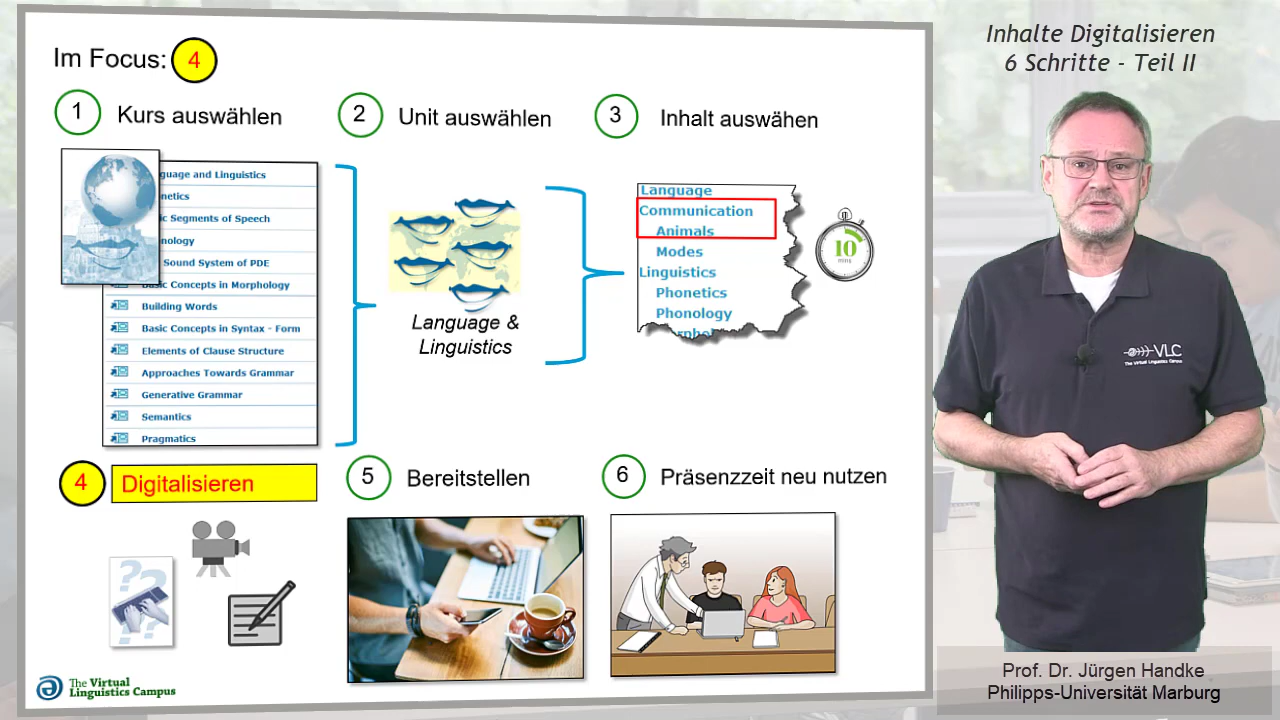 Inhalte Digitalisieren
6 Schritte - Teil II
Im Focus: 4
1 Kurs auswählen
guage and Linguistics
netics
ic Segments of Speech
nology
Sound System of PDE
Basic Concepts in Morphology
Building Words
Basic Concepts in Syntax - Form
Elements of Clause Structure
Approaches Towards Grammar
Generative Grammar
Semantics
Pragmatics
2 Unit auswählen
Language &
Linguistics
3 Inhalt auswähen
Language
Communication
Animals
Modes
Linguistics
Phonetics
Phonology
10
mins
4 Digitalisieren
??
5 Bereitstellen
6 Präsenzzeit neu nutzen
The Virtual
Linguistics Campus
VLC
The Virtual Linguistics Campus
Prof. Dr. Jürgen Handke
Philipps-Universität Marburg